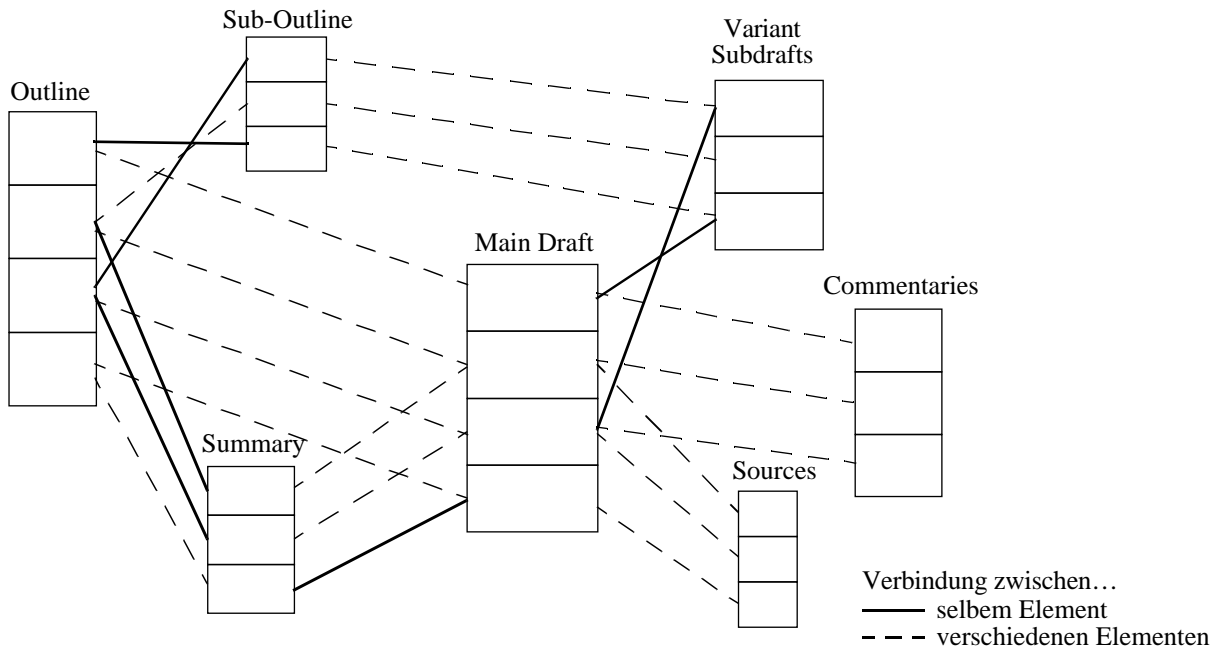 Sub-Outline
Variant
Subdrafts
Outline
Main Draft
Commentaries
Summary
Sources
Verbindung zwischen…
selbem Element
verschiedenen Elementen